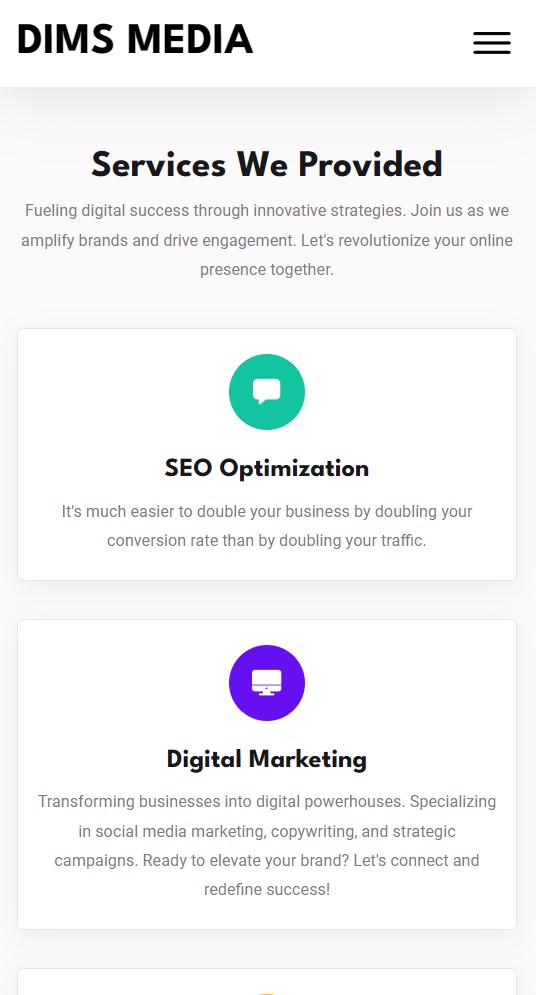 DIMS MEDIA
Services We Provided
Fueling digital success through innovative strategies. Join us as we
amplify brands and drive engagement. Let's revolutionize your online
presence together.
SEO Optimization
It's much easier to double your business by doubling your
conversion rate than by doubling your traffic.
Digital Marketing
Transforming businesses into digital powerhouses. Specializing
in social media marketing, copywriting, and strategic
campaigns. Ready to elevate your brand? Let's connect and
redefine success!